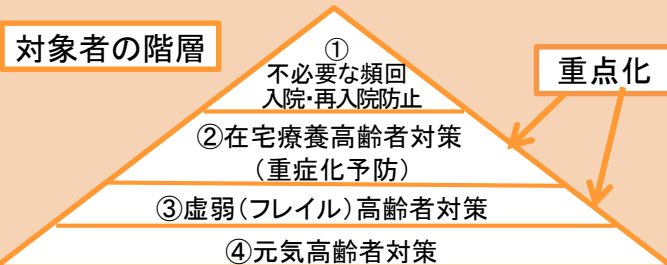 対象者の階層
①
不必要な頻回
入院・再入院防止
重点化
②在宅療養高齢者対策
（重症化予防）
③虚弱（フレイル）高齢者対策
④元気高齢者対策